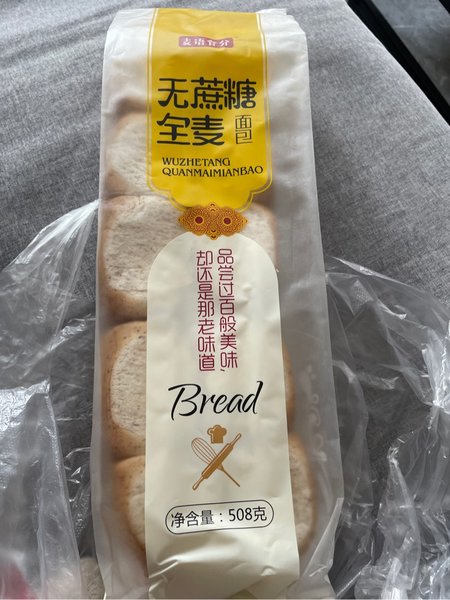 麦语有分
无蔗糖
全麦面包
WUZHETANG
QUANMAIMIANBAO
品尝过百般美味,
却还是那老味道
Bread
净含量:508克